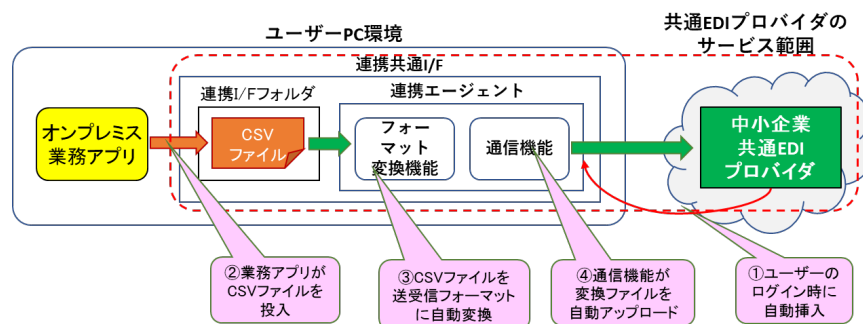 ユーザーPC環境
共通EDIプロバイダの
サービス範囲
連携共通I/F
連携I/Fフォルダ
連携エージェント
オンプレミス
業務アプリ
CSV
ファイル
フォー
マット
変換機能
通信機能
中小企業
共通EDI
プロバイダ
②業務アプリが
CSVファイルを
投入
③CSVファイルを
送受信フォーマット
に自動変換
④通信機能が
変換ファイルを
自動アップロード
①ユーザーの
ログイン時に
自動挿入